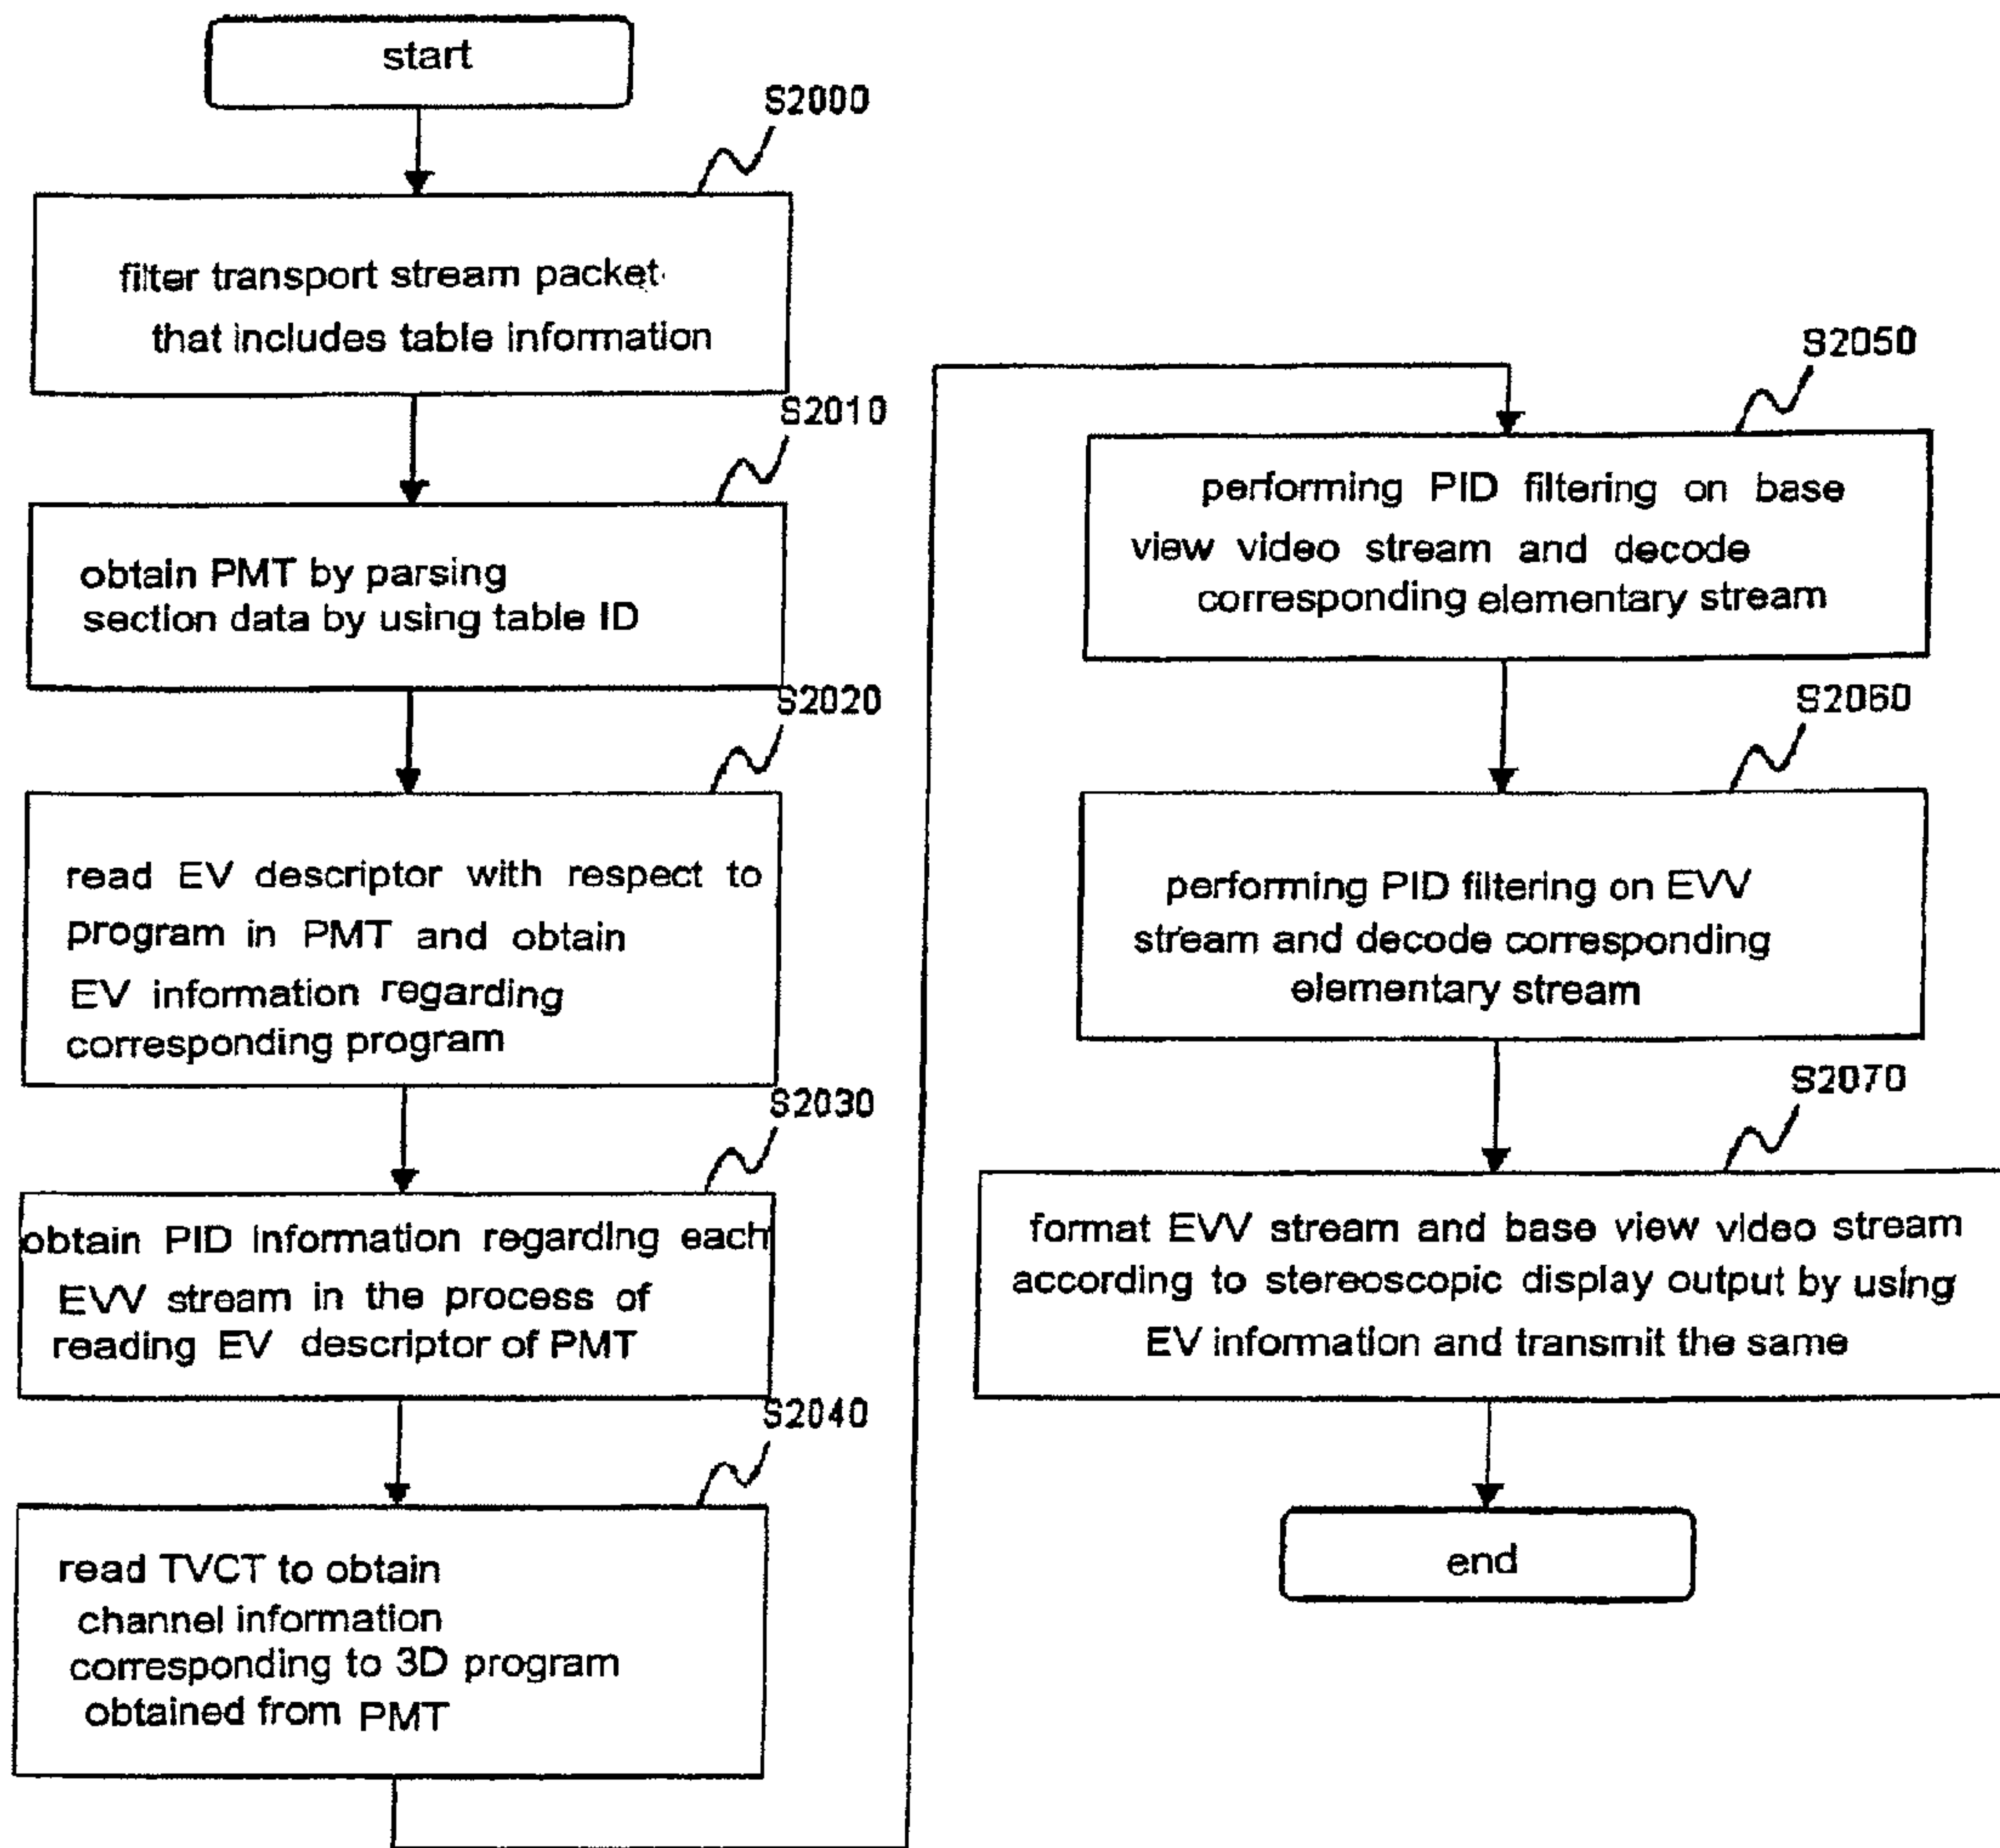 start
S2000
filter transport stream packet
that includes table information
S2010
obtain PMT by parsing
section data by using table ID
S2020
read EV descriptor with respect to
program in PMT and obtain
EV information regarding
corresponding program
S2030
obtain PID information regarding each
EVV stream in the process of
reading EV descriptor of PMT
S2040
read TVCT to obtain
channel information
corresponding to 3D program
obtained from PMT
S2050
performing PID filtering on base
view video stream and decode
corresponding elementary stream
S2060
performing PID filtering on EVV
stream and decode corresponding
elementary stream
S2070
format EVV stream and base view video stream
according to stereoscopic display output by using
EV information and transmit the same
end